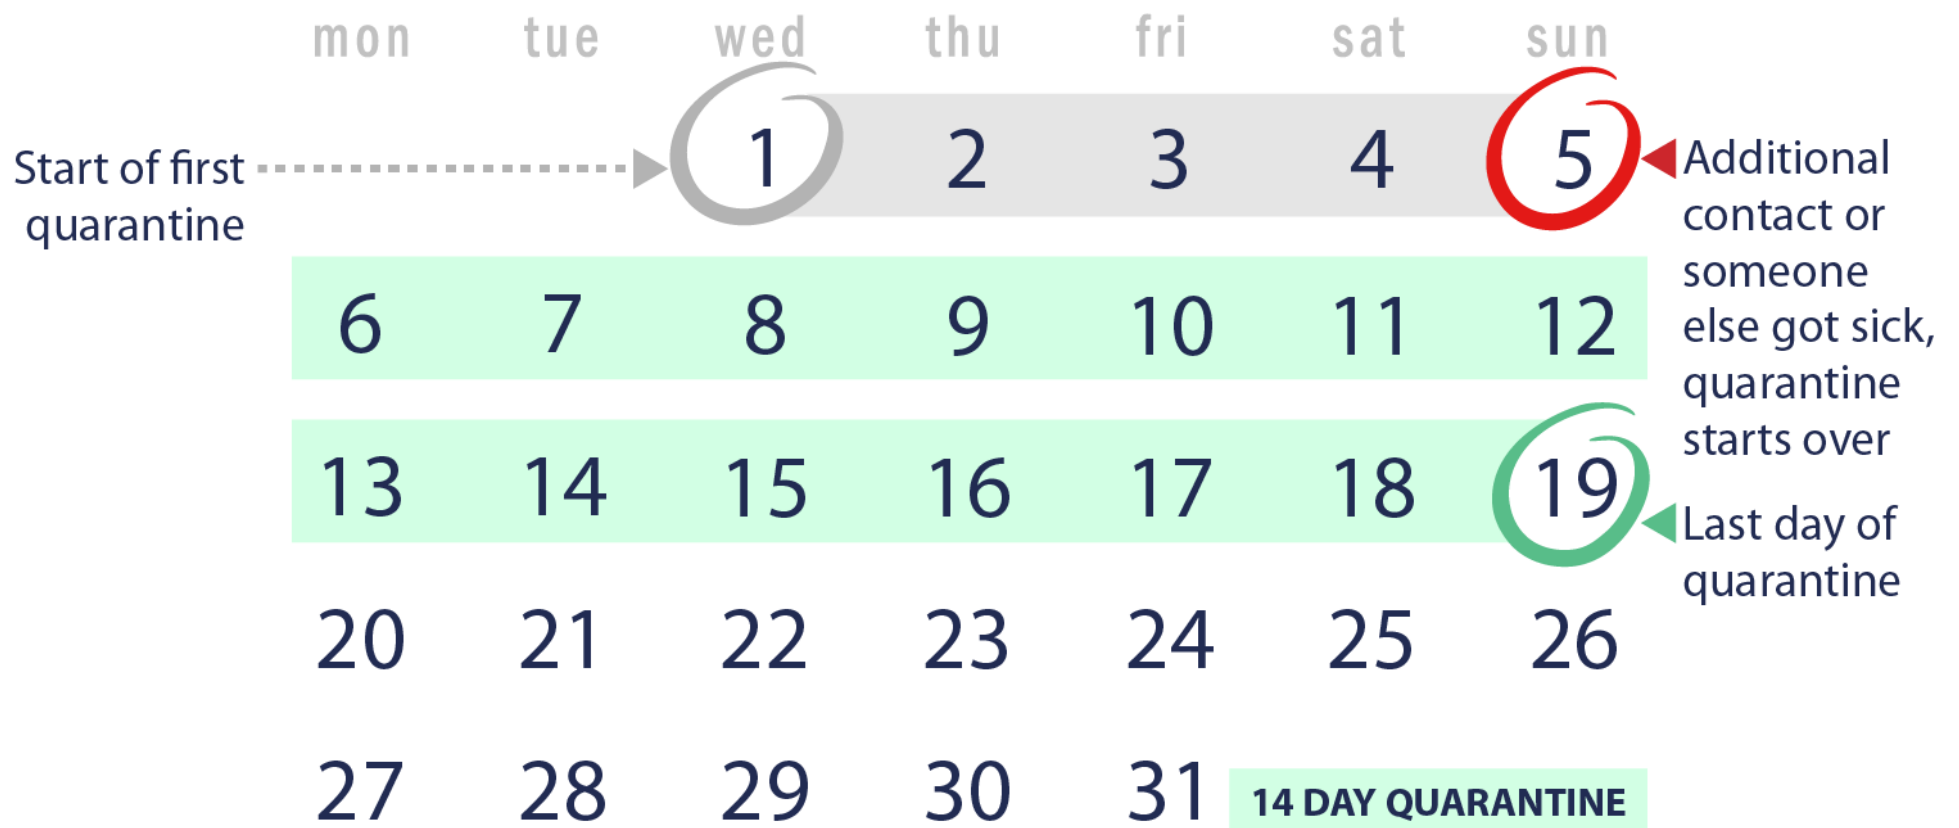 mon tue wed thu fri sat sun
Start of first
quarantine
1 2 3 4 5
Additional
contact or
someone
else got sick,
quarantine
starts over
6 7 8 9 10 11 12
13 14 15 16 17 18 19
Last day of
quarantine
20 21 22 23 24 25 26
27 28 29 30 31
14 DAY QUARANTINE